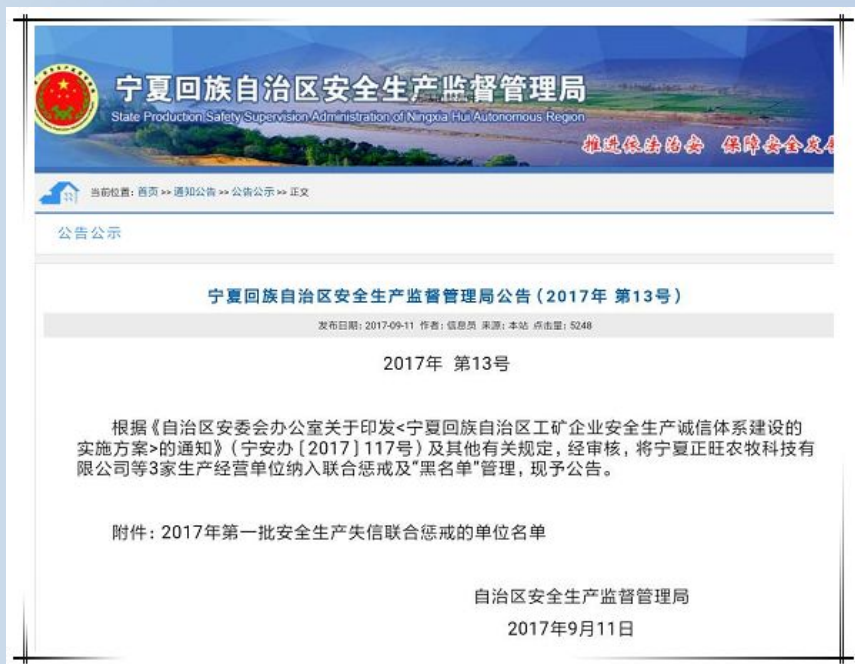 宁夏回族自治区安全生产监督管理局
State Production Safety Supervision Administration of Ningxia Hui Autonomous Region
推进依法治安 保障安全发
当前位置: 首页 >> 通知公告 >> 公告公示 >> 正文
公告公示
宁夏回族自治区安全生产监督管理局公告(2017年 第13号)
发布日期: 2017-09-11 作者: 信息员 来源: 本站 点击量: 5248
2017年 第13号
根据《自治区安委会办公室关于印发<宁夏回族自治区工矿企业安全生产诚信体系建设的
实施方案>的通知》(宁安办〔2017〕117号)及其他有关规定, 经审核, 将宁夏正旺农牧科技有
限公司等3家生产经营单位纳入联合惩戒及“黑名单”管理, 现予公告。
附件: 2017年第一批安全生产失信联合惩戒的单位名单
自治区安全生产监督管理局
2017年9月11日